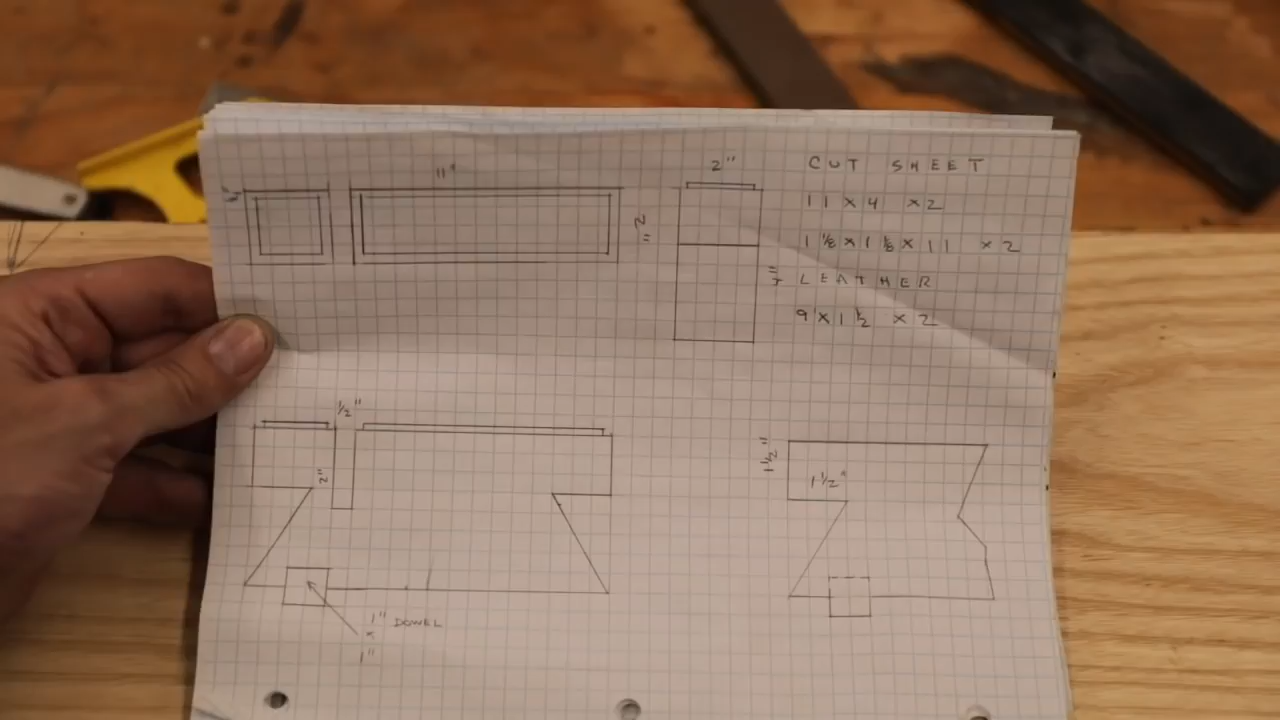 11"
2"
2"
4"
CUT SHEET
11 x 4 x 2
1 1/8 x 1 1/8 x 11 x 2
LEATHER
9 x 1 1/2 x 2
1/2"
2"
1" DOWEL
x
1"
1 1/2"
1 1/2"